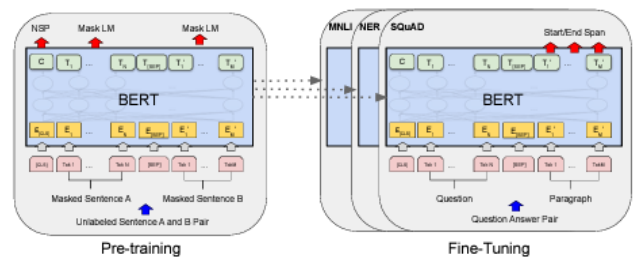 NSP Mask LM Mask LM
C T1 ... TN T[SEP] T1' ... TM'
BERT
E[CLS] E1 ... EN E[SEP] E1' ... EM'
[CLS] Tok 1 ... Tok N [SEP] Tok 1 ... TokM
Masked Sentence A Masked Sentence B
Unlabeled Sentence A and B Pair
Pre-training
MNLI NER SQuAD
Start/End Span
C T1 ... TN T[SEP] T1' ... TM'
BERT
E[CLS] E1 ... EN E[SEP] E1' ... EM'
[CLS] Tok 1 ... Tok N [SEP] Tok 1 ... TokM
Question Paragraph
Question Answer Pair
Fine-Tuning